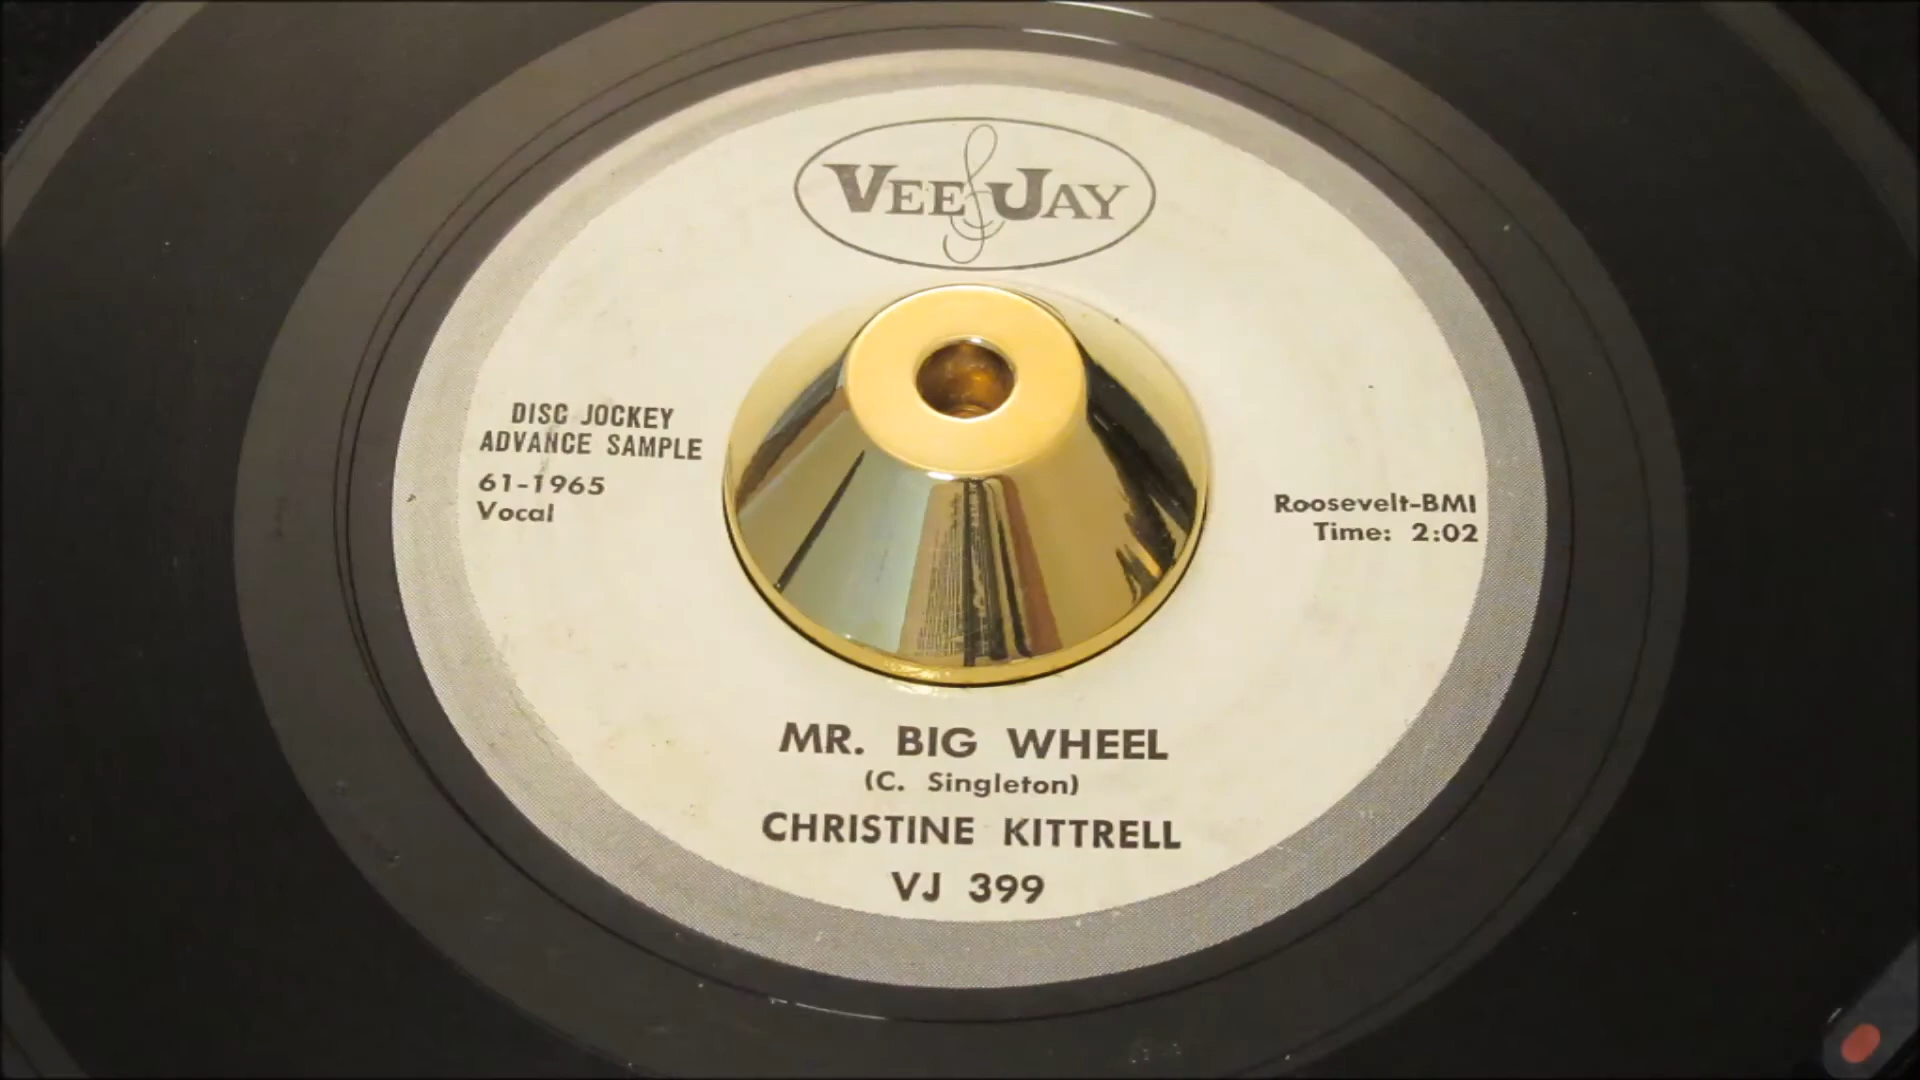 VEE JAY
DISC JOCKEY
ADVANCE SAMPLE
61-1965
Vocal
Roosevelt-BMI
Time: 2:02
MR. BIG WHEEL
(C. Singleton)
CHRISTINE KITTRELL
VJ 399